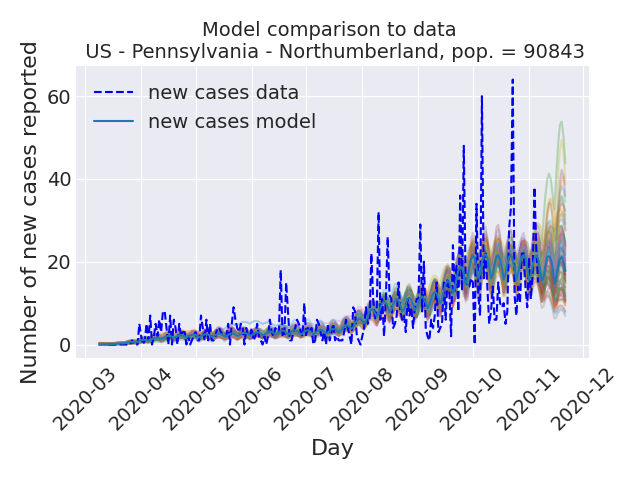 Model comparison to data
US - Pennsylvania - Northumberland, pop. = 90843
Number of new cases reported
60
40
20
0
new cases data
new cases model
2020-03
2020-04
2020-05
2020-06
2020-07
2020-08
2020-09
2020-10
2020-11
2020-12
Day